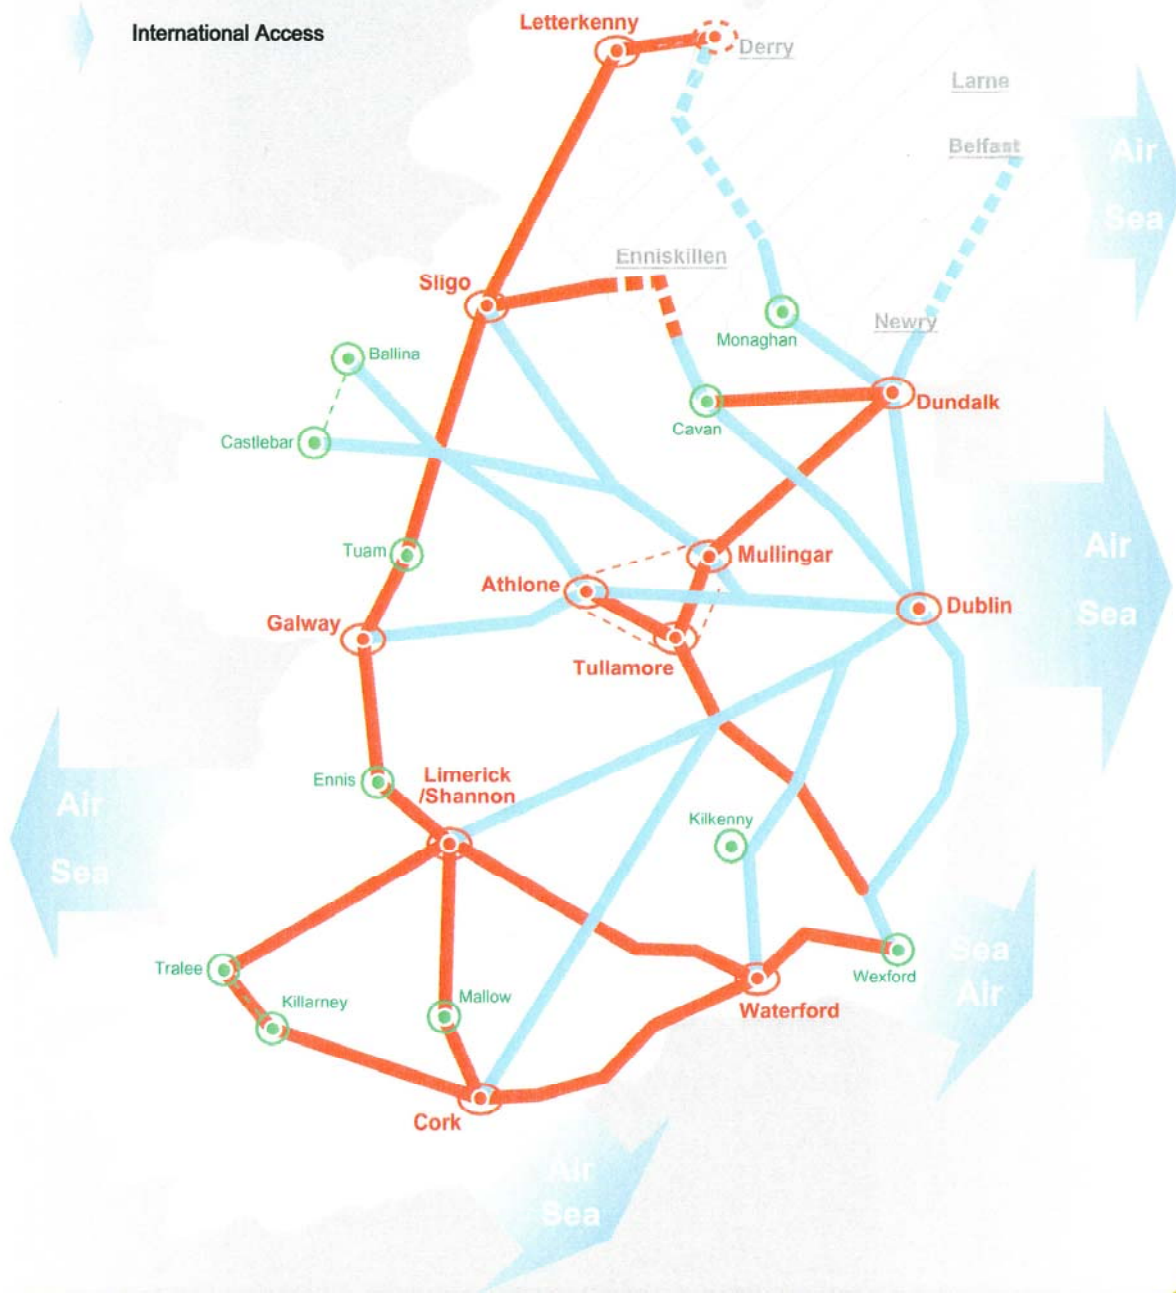 Letterkenny
International Access
Derry
Larne
Belfast
Air
Sea
Enniskillen
Sligo
Newry
Monaghan
Ballina
Dundalk
Cavan
Castlebar
Air
Sea
Tuam
Mullingar
Athlone
Dublin
Galway
Tullamore
Ennis
Limerick
/Shannon
Air
Sea
Kilkenny
Sea
Air
Wexford
Tralee
Killarney
Mallow
Waterford
Cork
Air
Sea